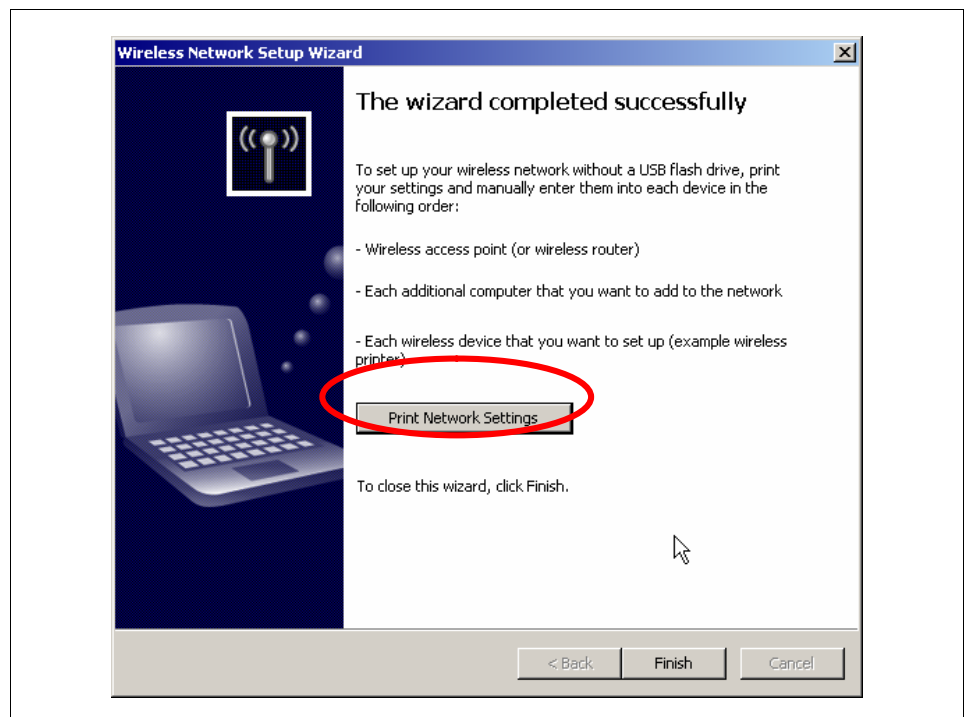 Wireless Network Setup Wizard
The wizard completed successfully
To set up your wireless network without a USB flash drive, print
your settings and manually enter them into each device in the
following order:
- Wireless access point (or wireless router)
- Each additional computer that you want to add to the network
- Each wireless device that you want to set up (example wireless
printer)
Print Network Settings
To close this wizard, click Finish.
< Back
Finish
Cancel